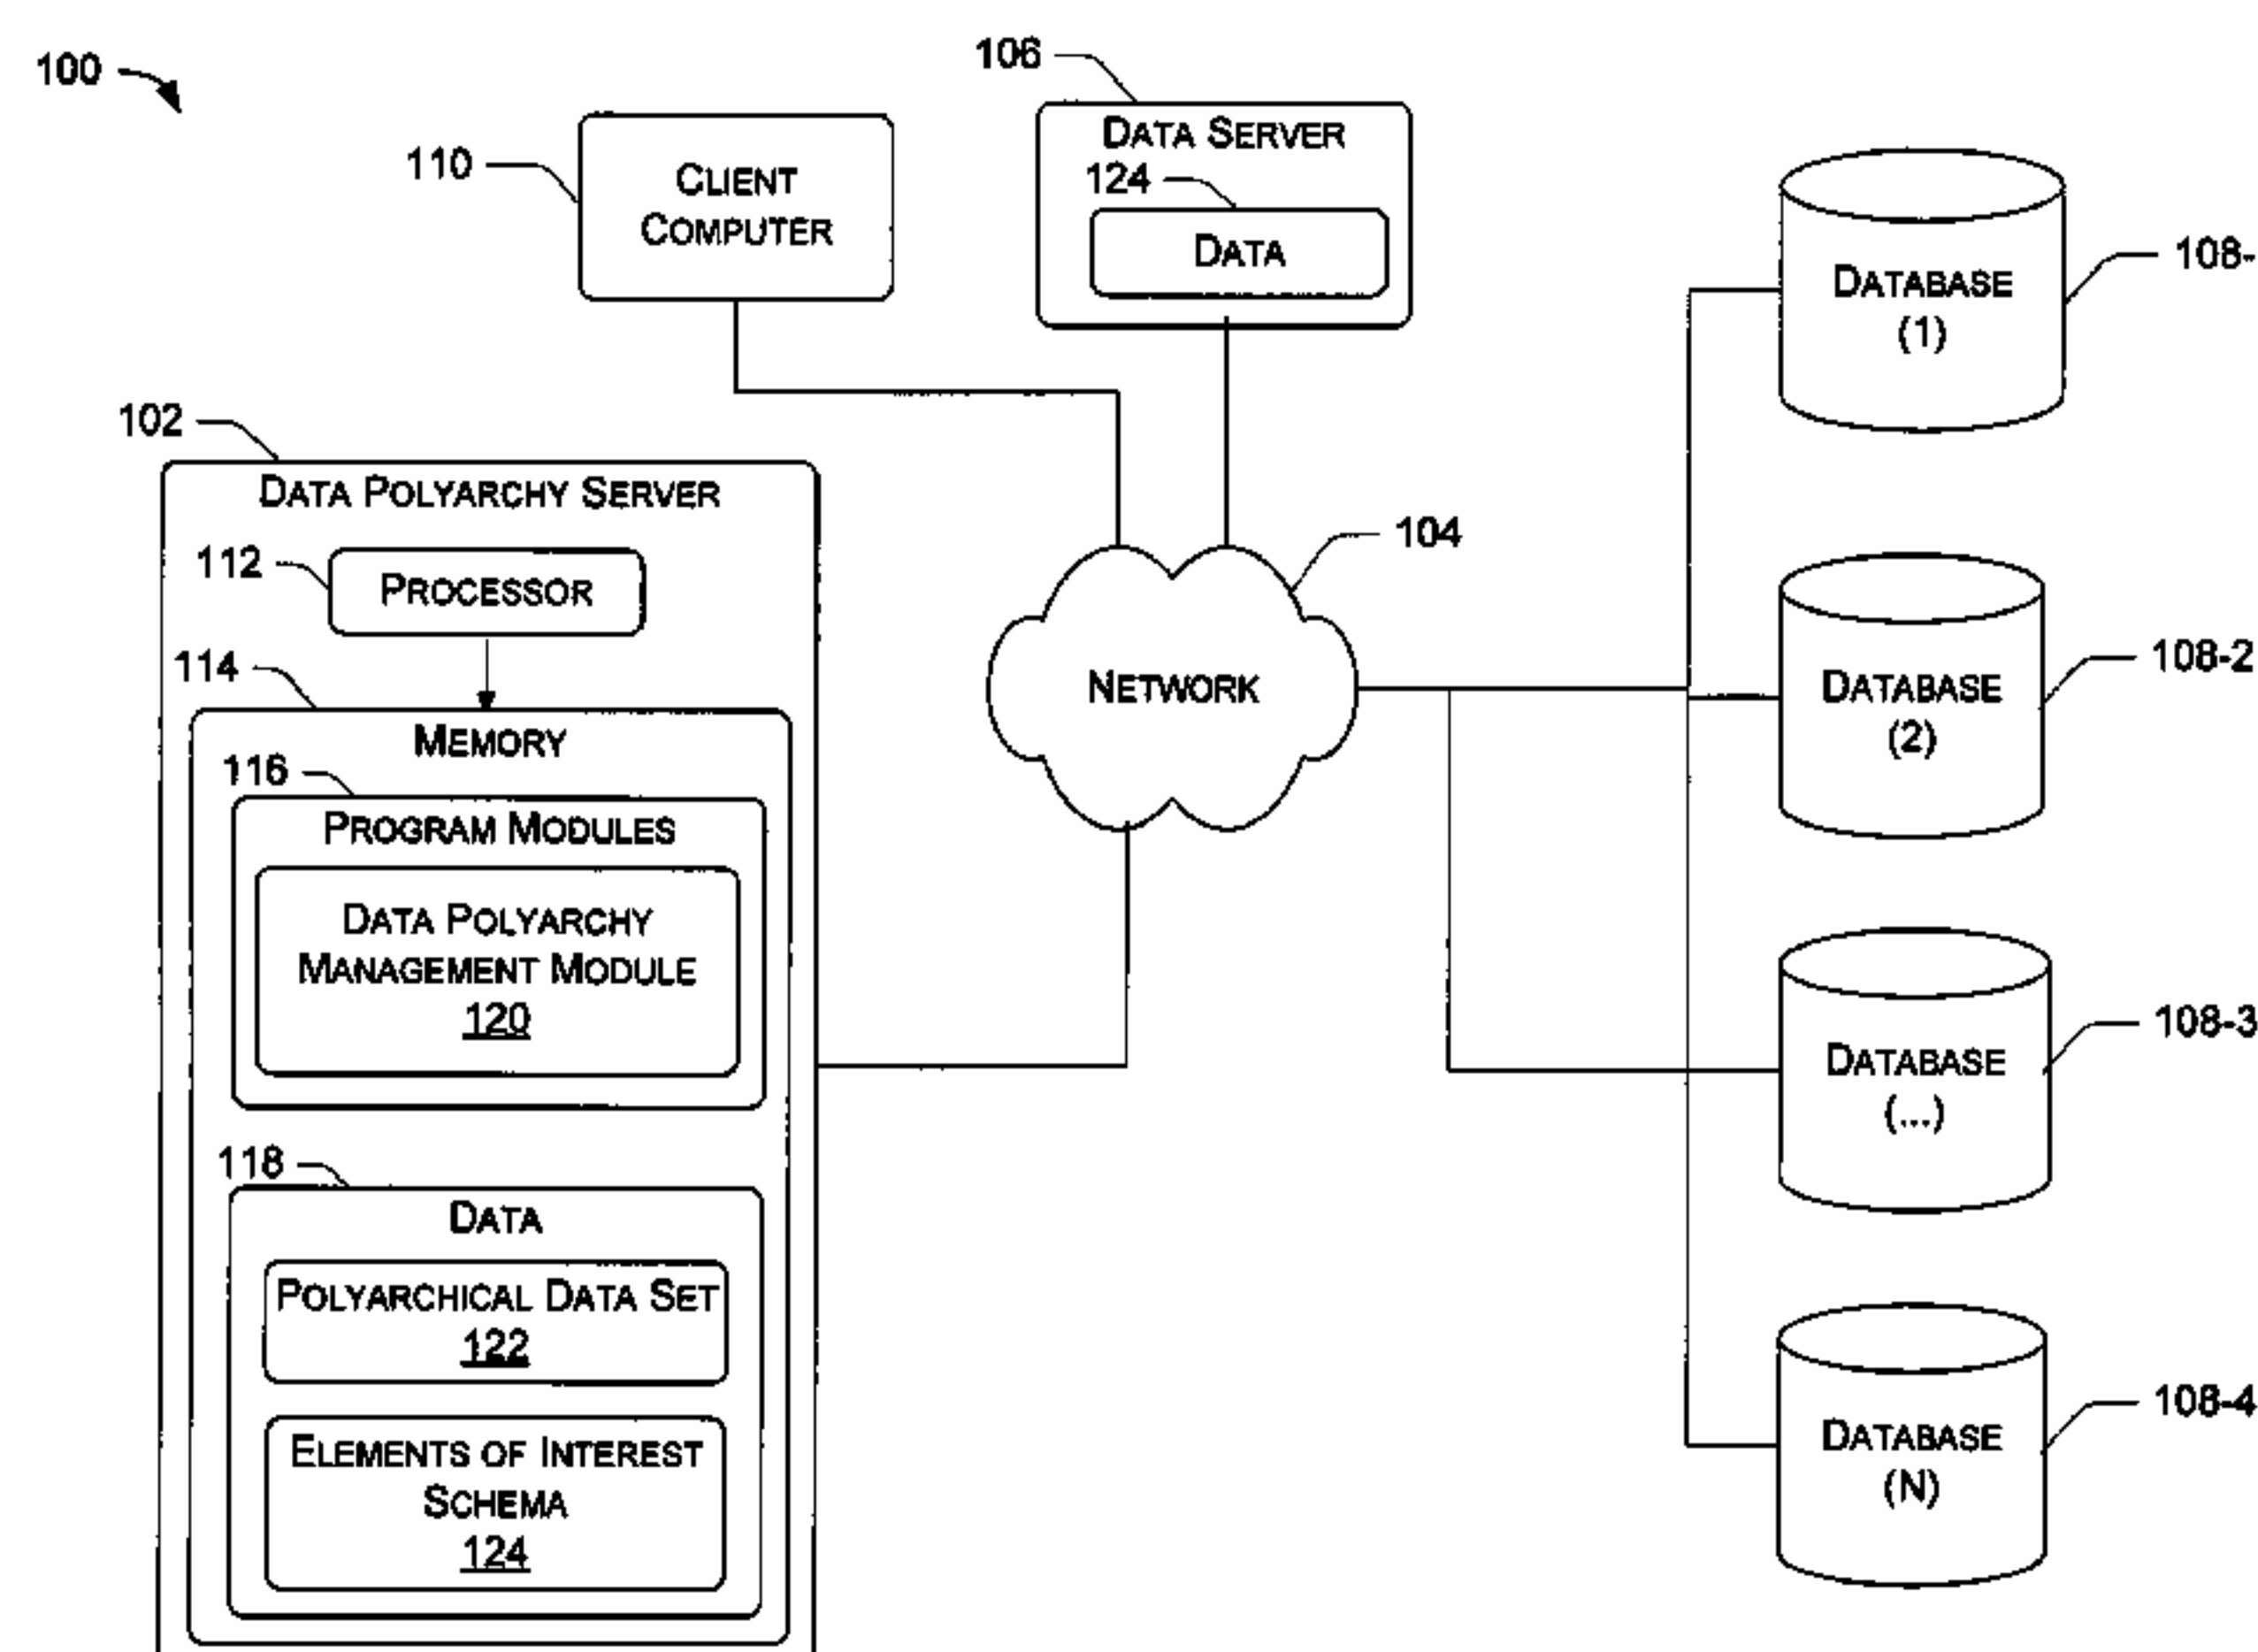 100
106
DATA SERVER
124
DATA
110
CLIENT
COMPUTER
DATABASE
(1)
108-
102
DATA POLYARCHY SERVER
112
PROCESSOR
104
NETWORK
114
MEMORY
116
PROGRAM MODULES
DATA POLYARCHY
MANAGEMENT MODULE
120
DATABASE
(2)
108-2
DATABASE
(...)
108-3
118
DATA
POLYARCHICAL DATA SET
122
ELEMENTS OF INTEREST
SCHEMA
124
DATABASE
(N)
108-4